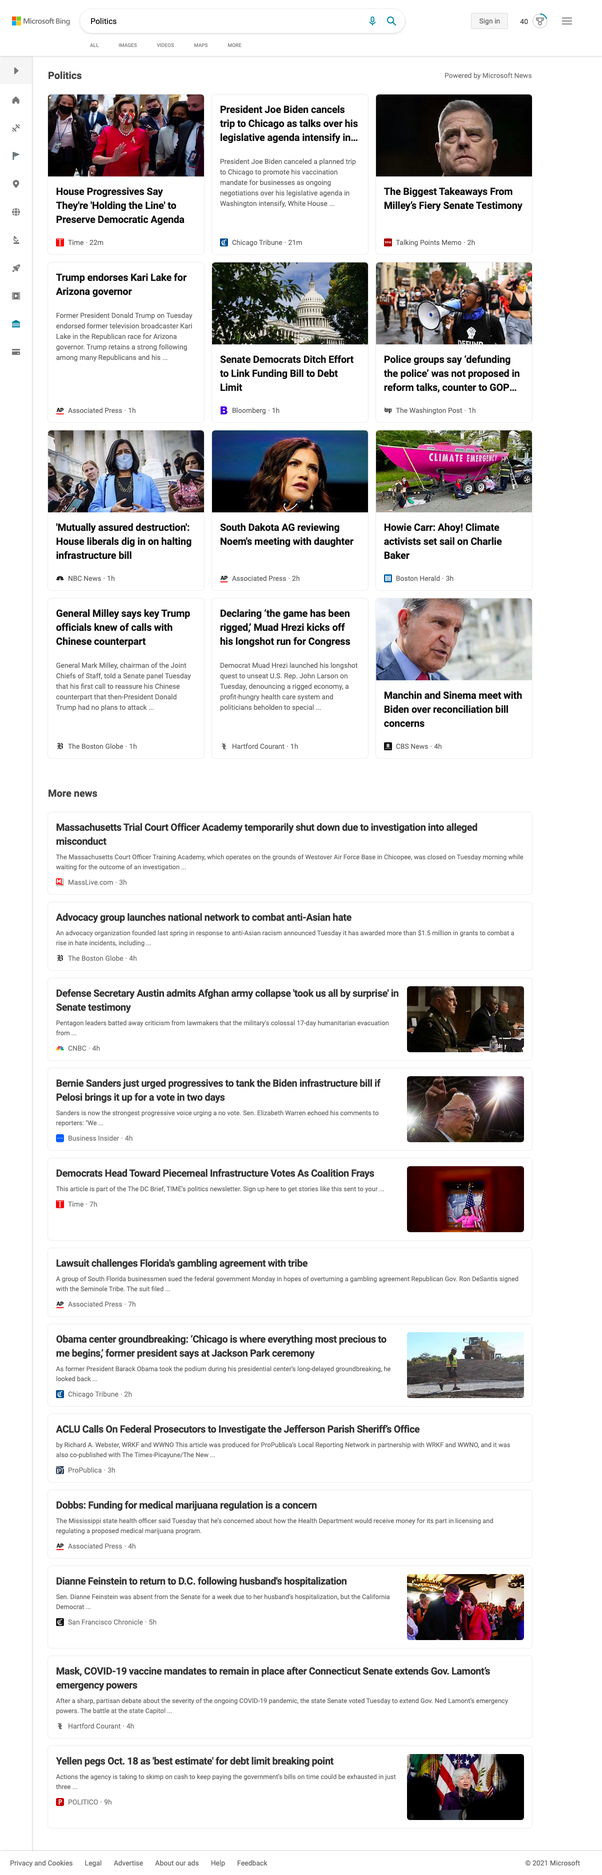 Microsoft Bing
Politics
Sign in
40
ALL
IMAGES
VIDEOS
MAPS
MORE
Politics
Powered by Microsoft News
House Progressives Say
They're 'Holding the Line' to
Preserve Democratic Agenda
Time · 22m
President Joe Biden cancels
trip to Chicago as talks over his
legislative agenda intensify in...
President Joe Biden canceled a planned trip
to Chicago to promote his vaccination
mandate for businesses as ongoing
negotiations over his legislative agenda in
Washington intensify, White House ...
Chicago Tribune · 21m
The Biggest Takeaways From
Milley's Fiery Senate Testimony
Talking Points Memo · 2h
Trump endorses Kari Lake for
Arizona governor
Former President Donald Trump on Tuesday
endorsed former television broadcaster Kari
Lake in the Republican race for Arizona
governor. Trump retains a strong following
among many Republicans and his ...
AP Associated Press · 1h
Senate Democrats Ditch Effort
to Link Funding Bill to Debt
Limit
B Bloomberg · 1h
DEFUND
Police groups say 'defunding
the police' was not proposed in
reform talks, counter to GOP...
wp The Washington Post · 1h
'Mutually assured destruction':
House liberals dig in on halting
infrastructure bill
NBC News · 1h
South Dakota AG reviewing
Noem's meeting with daughter
AP Associated Press · 2h
CLIMATE EMERGENCY
Howie Carr: Ahoy! Climate
activists set sail on Charlie
Baker
Boston Herald · 3h
General Milley says key Trump
officials knew of calls with
Chinese counterpart
General Mark Milley, chairman of the Joint
Chiefs of Staff, told a Senate panel Tuesday
that his first call to reassure his Chinese
counterpart that then-President Donald
Trump had no plans to attack ...
B The Boston Globe · 1h
Declaring 'the game has been
rigged,' Muad Hrezi kicks off
his longshot run for Congress
Democrat Muad Hrezi launched his longshot
quest to unseat U.S. Rep. John Larson on
Tuesday, denouncing a rigged economy, a
profit-hungry health care system and
politicians beholden to special ...
Hartford Courant · 1h
Manchin and Sinema meet with
Biden over reconciliation bill
concerns
CBS News · 4h
More news
Massachusetts Trial Court Officer Academy temporarily shut down due to investigation into alleged
misconduct
The Massachusetts Court Officer Training Academy, which operates on the grounds of Westover Air Force Base in Chicopee, was closed on Tuesday morning while
waiting for the outcome of an investigation ...
MassLive.com · 3h
Advocacy group launches national network to combat anti-Asian hate
An advocacy organization founded last spring in response to anti-Asian racism announced Tuesday it has awarded more than $1.5 million in grants to combat a
rise in hate incidents, including ...
B The Boston Globe · 4h
Defense Secretary Austin admits Afghan army collapse 'took us all by surprise' in
Senate testimony
Pentagon leaders batted away criticism from lawmakers that the military's colossal 17-day humanitarian evacuation
from ...
CNBC · 4h
Bernie Sanders just urged progressives to tank the Biden infrastructure bill if
Pelosi brings it up for a vote in two days
Sanders is now the strongest progressive voice urging a no vote. Sen. Elizabeth Warren echoed his comments to
reporters: "We ...
Business Insider · 4h
Democrats Head Toward Piecemeal Infrastructure Votes As Coalition Frays
This article is part of the The DC Brief, TIME's politics newsletter. Sign up here to get stories like this sent to your ...
Time · 7h
Lawsuit challenges Florida's gambling agreement with tribe
A group of South Florida businessmen sued the federal government Monday in hopes of overturning a gambling agreement Republican Gov. Ron DeSantis signed
with the Seminole Tribe. The suit filed ...
AP Associated Press · 7h
Obama center groundbreaking: 'Chicago is where everything most precious to
me begins,' former president says at Jackson Park ceremony
As former President Barack Obama took the podium during his presidential center's long-delayed groundbreaking, he
looked back ...
Chicago Tribune · 2h
ACLU Calls On Federal Prosecutors to Investigate the Jefferson Parish Sheriff's Office
by Richard A. Webster, WRKF and WWNO This article was produced for ProPublica's Local Reporting Network in partnership with WRKF and WWNO, and it was
also co-published with The Times-Picayune/The New ...
ProPublica · 3h
Dobbs: Funding for medical marijuana regulation is a concern
The Mississippi state health officer said Tuesday that he's concerned about how the Health Department would receive money for its part in licensing and
regulating a proposed medical marijuana program.
AP Associated Press · 4h
Dianne Feinstein to return to D.C. following husband's hospitalization
Sen. Dianne Feinstein was absent from the Senate for a week due to her husband's hospitalization, but the California
Democrat ...
San Francisco Chronicle · 5h
Mask, COVID-19 vaccine mandates to remain in place after Connecticut Senate extends Gov. Lamont's
emergency powers
After a sharp, partisan debate about the severity of the ongoing COVID-19 pandemic, the state Senate voted Tuesday to extend Gov. Ned Lamont's emergency
powers. The battle at the state Capitol ...
Hartford Courant · 4h
Yellen pegs Oct. 18 as 'best estimate' for debt limit breaking point
Actions the agency is taking to skimp on cash to keep paying the government's bills on time could be exhausted in just
three ...
P POLITICO · 9h
Privacy and Cookies
Legal
Advertise
About our ads
Help
Feedback
© 2021 Microsoft